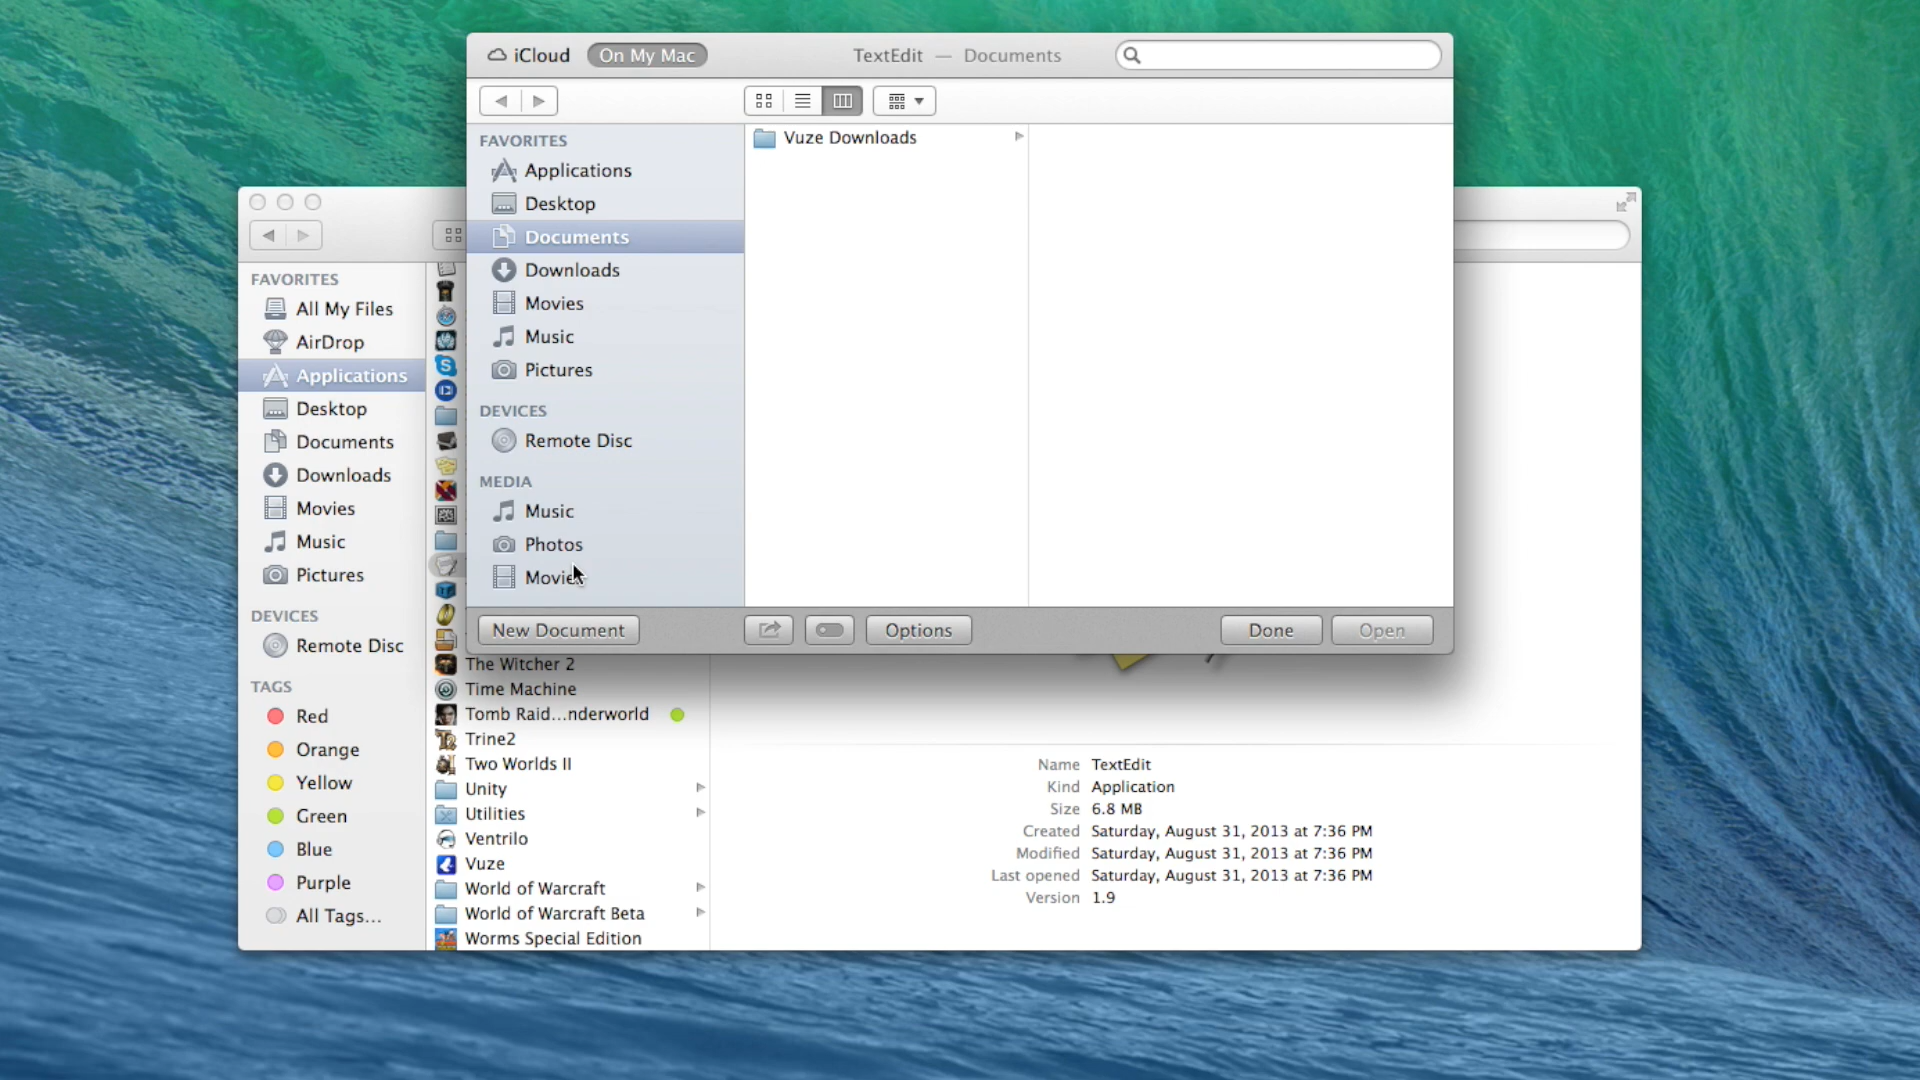 iCloud On My Mac TextEdit — Documents
FAVORITES
Applications
Desktop
Documents
Downloads
Movies
Music
Pictures
DEVICES
Remote Disc
MEDIA
Music
Photos
Movies
Vuze Downloads
New Document Options Done Open
FAVORITES
All My Files
AirDrop
Applications
Desktop
Documents
Downloads
Movies
Music
Pictures
DEVICES
Remote Disc
TAGS
Red
Orange
Yellow
Green
Blue
Purple
All Tags...
The Witcher 2
Time Machine
Tomb Raid...nderworld
Trine2
Two Worlds II
Unity
Utilities
Ventrilo
Vuze
World of Warcraft
World of Warcraft Beta
Worms Special Edition
Name TextEdit
Kind Application
Size 6.8 MB
Created Saturday, August 31, 2013 at 7:36 PM
Modified Saturday, August 31, 2013 at 7:36 PM
Last opened Saturday, August 31, 2013 at 7:36 PM
Version 1.9